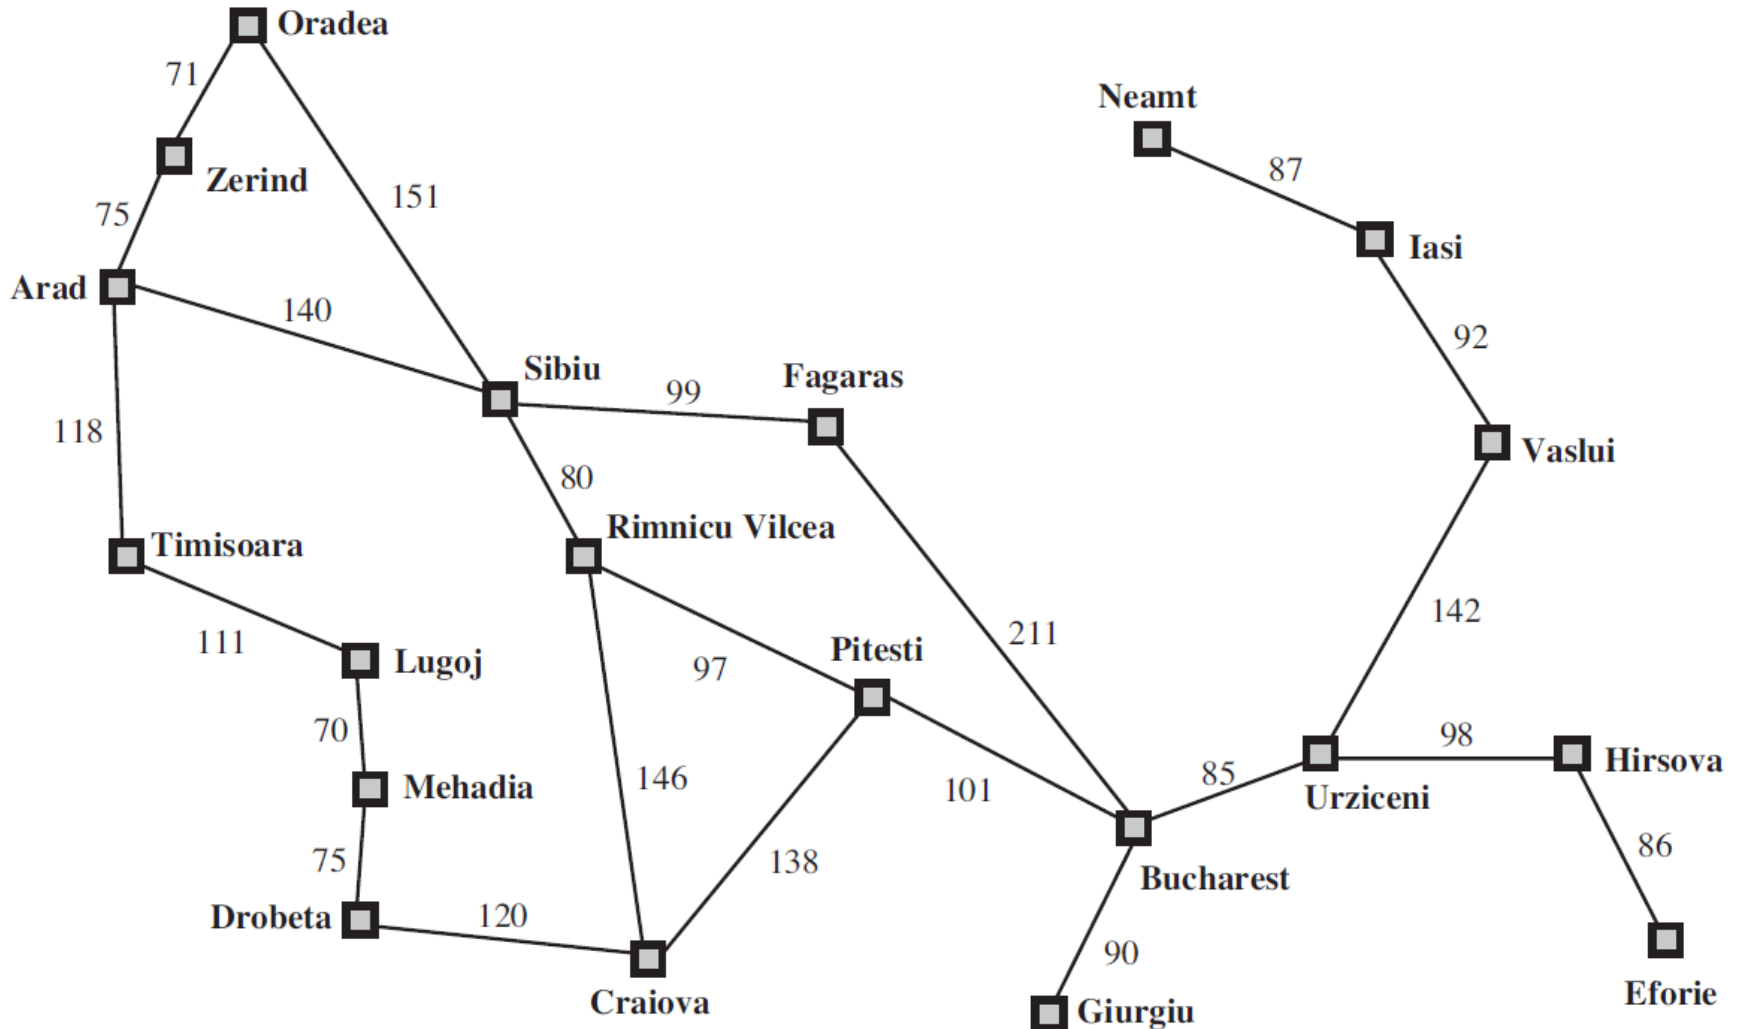 Oradea
71
Neamt
87
Zerind
151
75
Iasi
Arad
140
92
Sibiu
99
Fagaras
118
Vaslui
80
Rimnicu Vilcea
Timisoara
142
111
211
Pitesti
Lugoj
97
70
98
Hirsova
146
85
Mehadia
101
Urziceni
75
138
86
Bucharest
Drobeta
120
90
Eforie
Craiova
Giurgiu